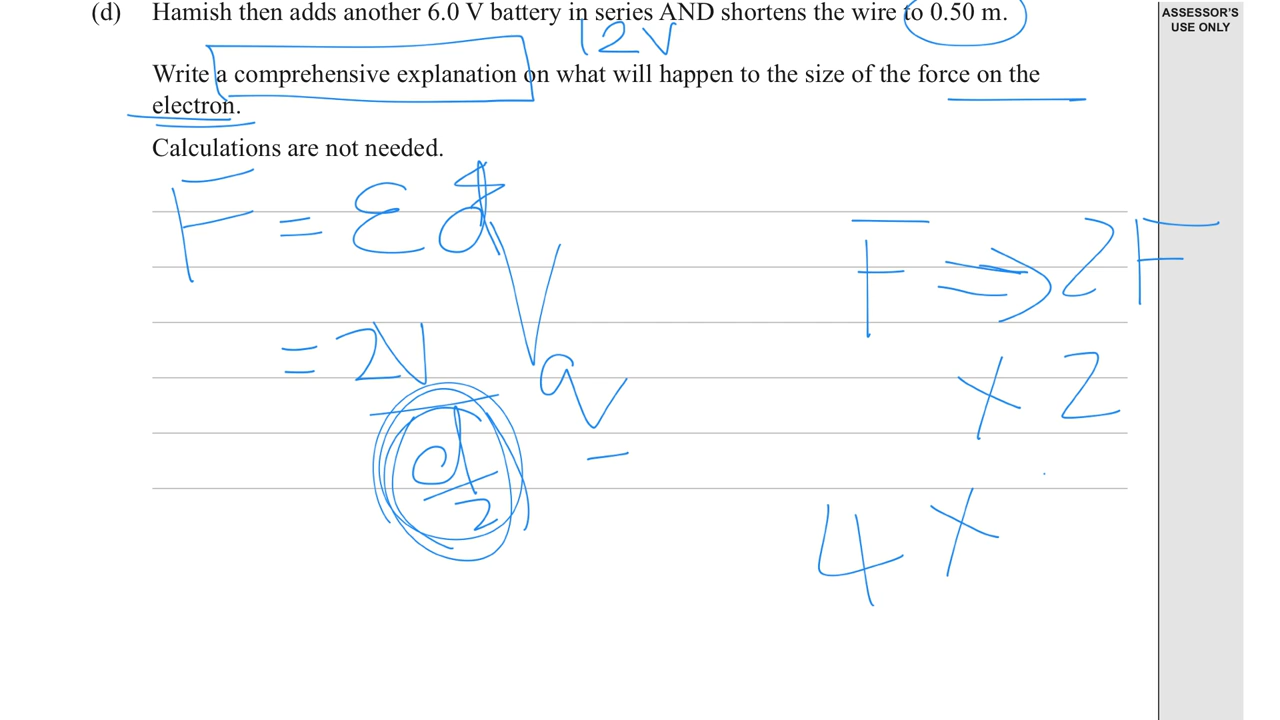 (d) Hamish then adds another 6.0 V battery in series AND shortens the wire to 0.50 m.
ASSESSOR'S
USE ONLY
12V
Write a comprehensive explanation on what will happen to the size of the force on the
electron.
Calculations are not needed.
F = Eq
F ⇒ 2F
= 2V
q
d
2
× 2
4 ×